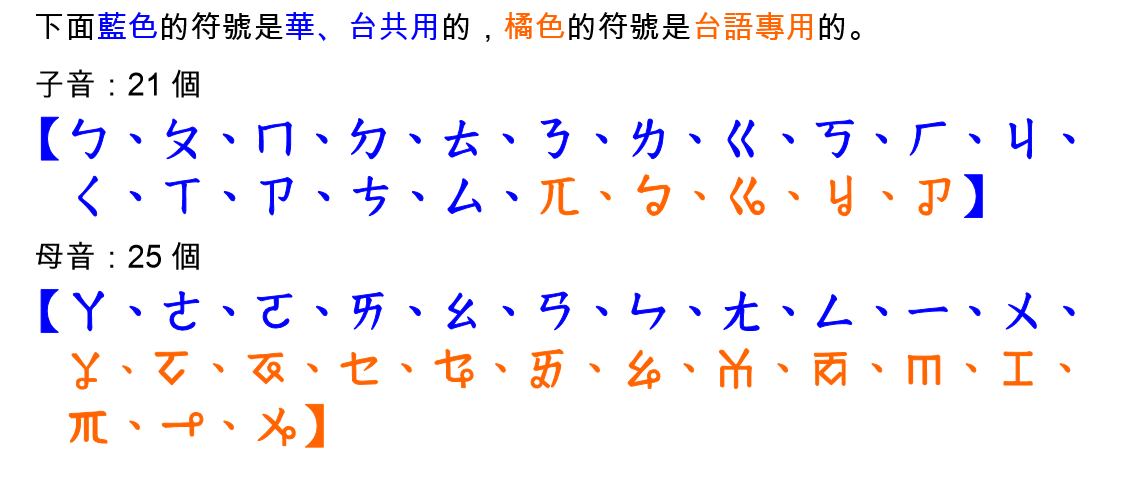 下面藍色的符號是華、台共用的，橘色的符號是台語專用的。
子音：21 個
【ㄅ、ㄆ、ㄇ、ㄉ、ㄊ、ㄋ、ㄌ、ㄍ、ㄎ、ㄏ、ㄐ、
ㄑ、ㄒ、ㄗ、ㄘ、ㄙ、ㄫ、ㆠ、ㆣ、ㆢ、ㆡ】
母音：25 個
【ㄚ、ㄜ、ㄛ、ㄞ、ㄠ、ㄢ、ㄣ、ㄤ、ㄥ、ㄧ、ㄨ、
ㆩ、ㆦ、ㆧ、ㆤ、ㆥ、ㆮ、ㆯ、ㆰ、ㆱ、ㆬ、ㆲ、
ㆭ、ㆪ、ㆫ】